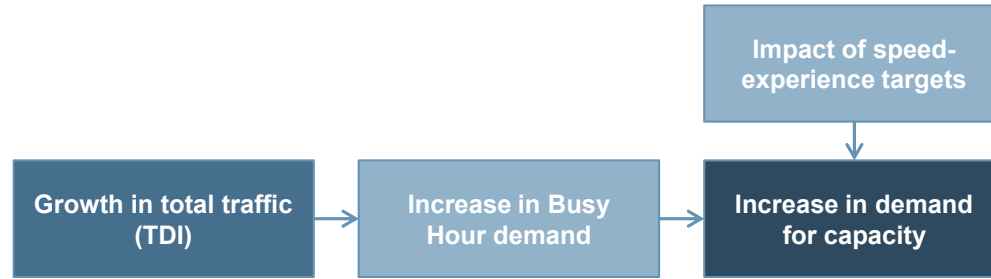 Impact of speed-
experience targets
Growth in total traffic
(TDI)
Increase in Busy
Hour demand
Increase in demand
for capacity